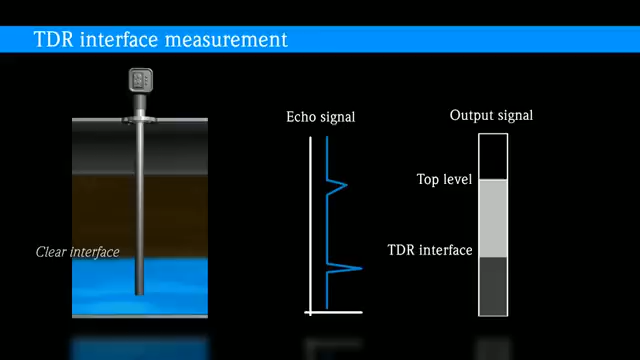 TDR interface measurement
Echo signal
Output signal
Top level
TDR interface
Clear interface